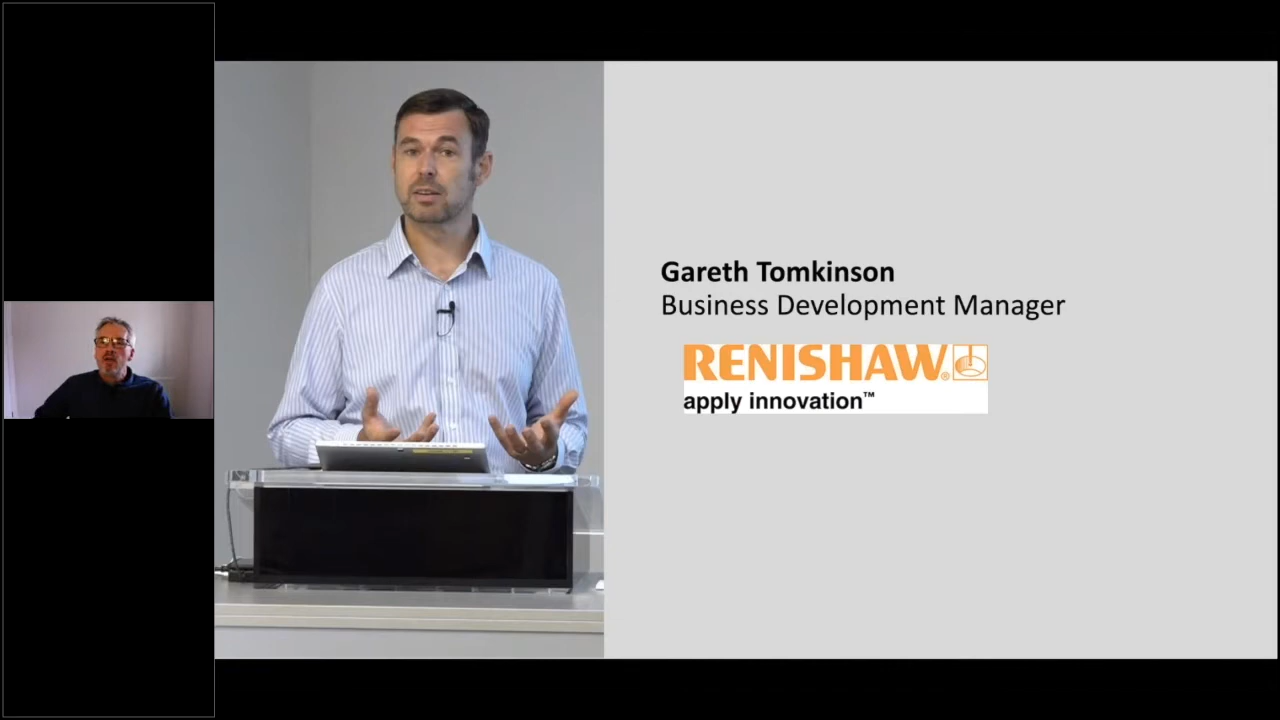 Gareth Tomkinson
Business Development Manager
RENISHAW®
apply innovation™